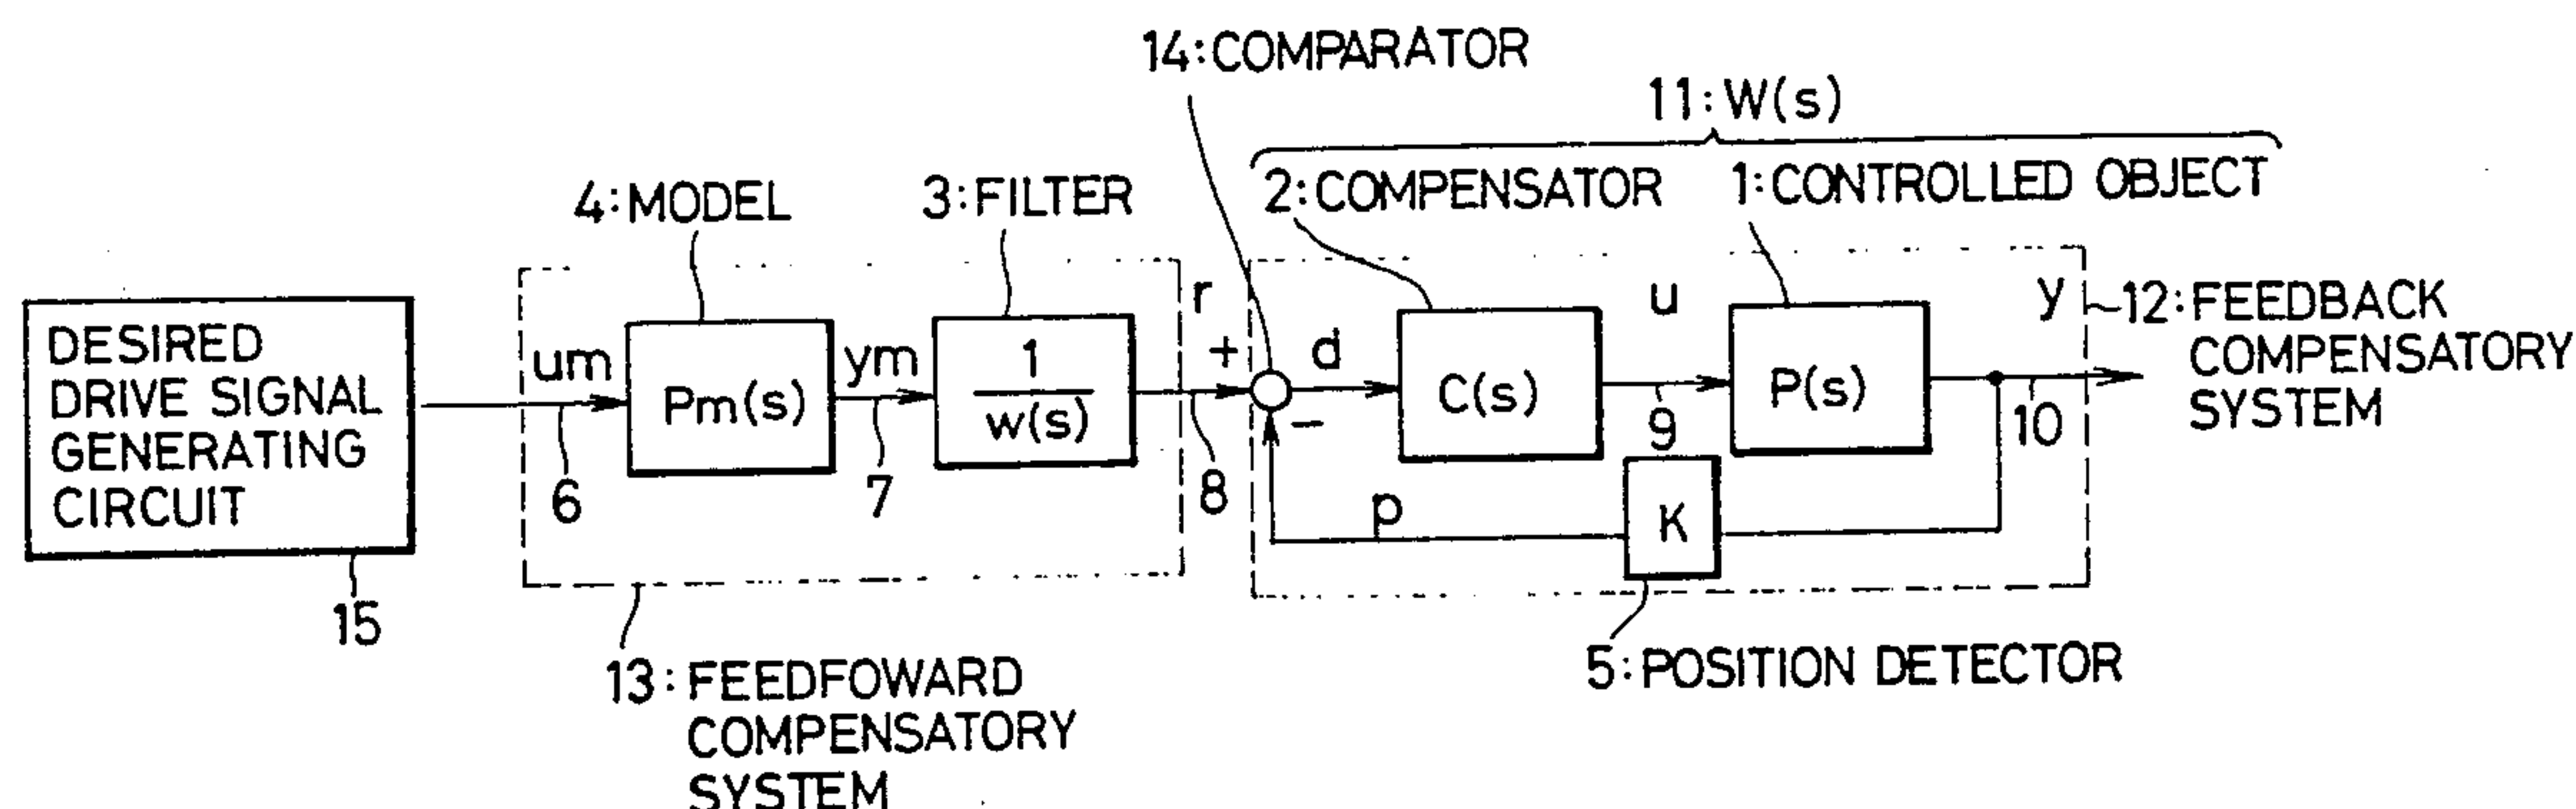 14:COMPARATOR
11:W(s)
4:MODEL
3:FILTER
2:COMPENSATOR
1:CONTROLLED OBJECT
DESIRED
DRIVE SIGNAL
GENERATING
CIRCUIT
15
um
6
Pm(s)
ym
7
1
w(s)
r
8
+
-
d
C(s)
u
9
P(s)
y
10
p
K
12:FEEDBACK
COMPENSATORY
SYSTEM
13:FEEDFOWARD
COMPENSATORY
SYSTEM
5:POSITION DETECTOR